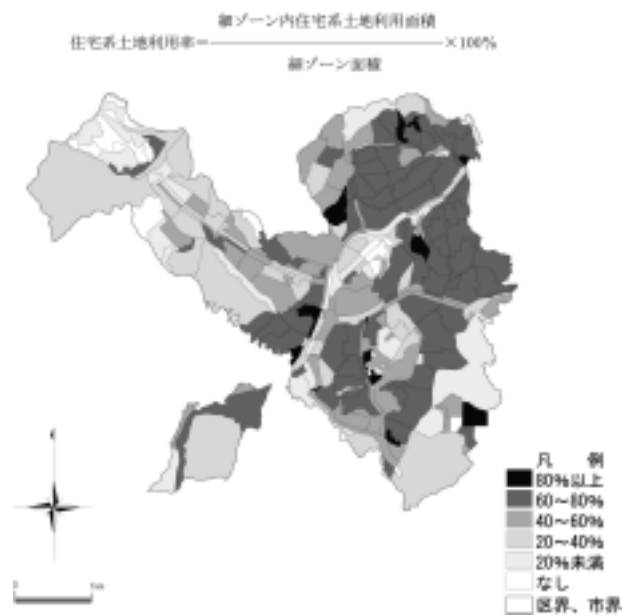 細ゾーン内住宅系土地利用面積
住宅系土地利用率=
×100%
細ゾーン面積
凡 例
80%以上
60~80%
40~60%
20~40%
20%未満
なし
区界、市界